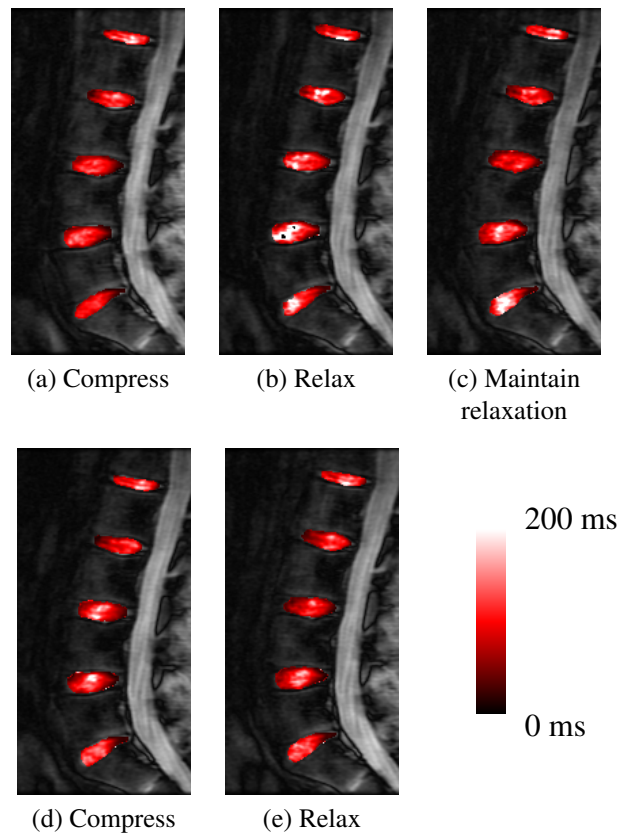 (a) Compress
(b) Relax
(c) Maintain
relaxation
200 ms
0 ms
(d) Compress
(e) Relax